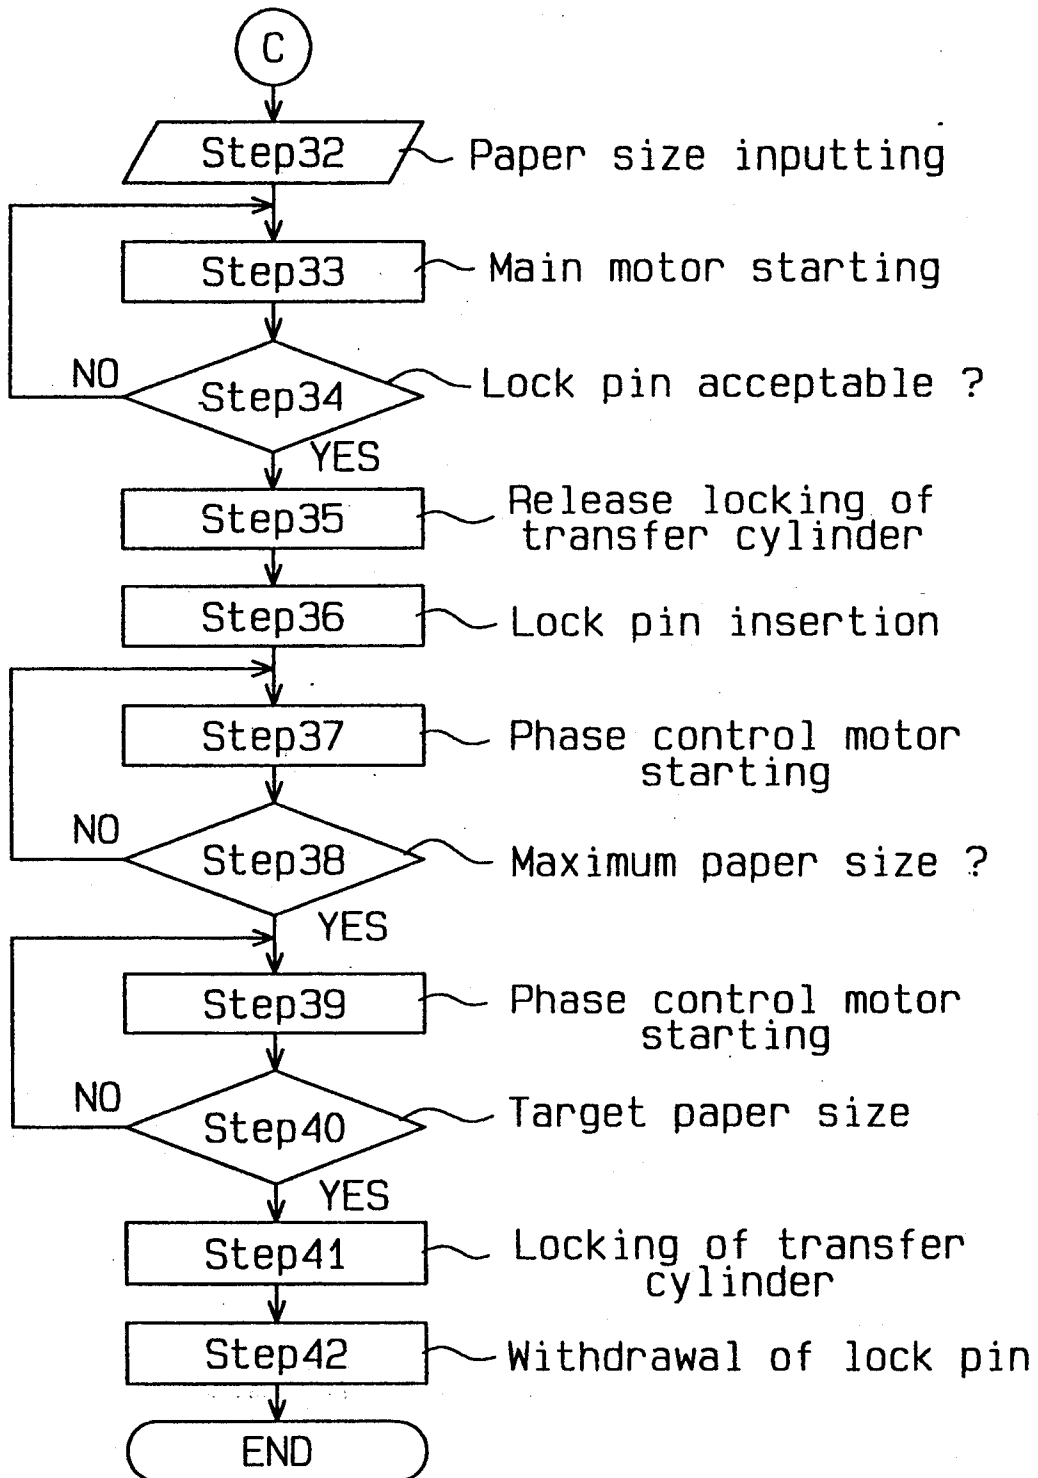 C
Step32
Paper size inputting
Step33
Main motor starting
NO
Step34
Lock pin acceptable ?
YES
Step35
Release locking of
transfer cylinder
Step36
Lock pin insertion
Step37
Phase control motor
starting
NO
Step38
Maximum paper size ?
YES
Step39
Phase control motor
starting
NO
Step40
Target paper size
YES
Step41
Locking of transfer
cylinder
Step42
Withdrawal of lock pin
END